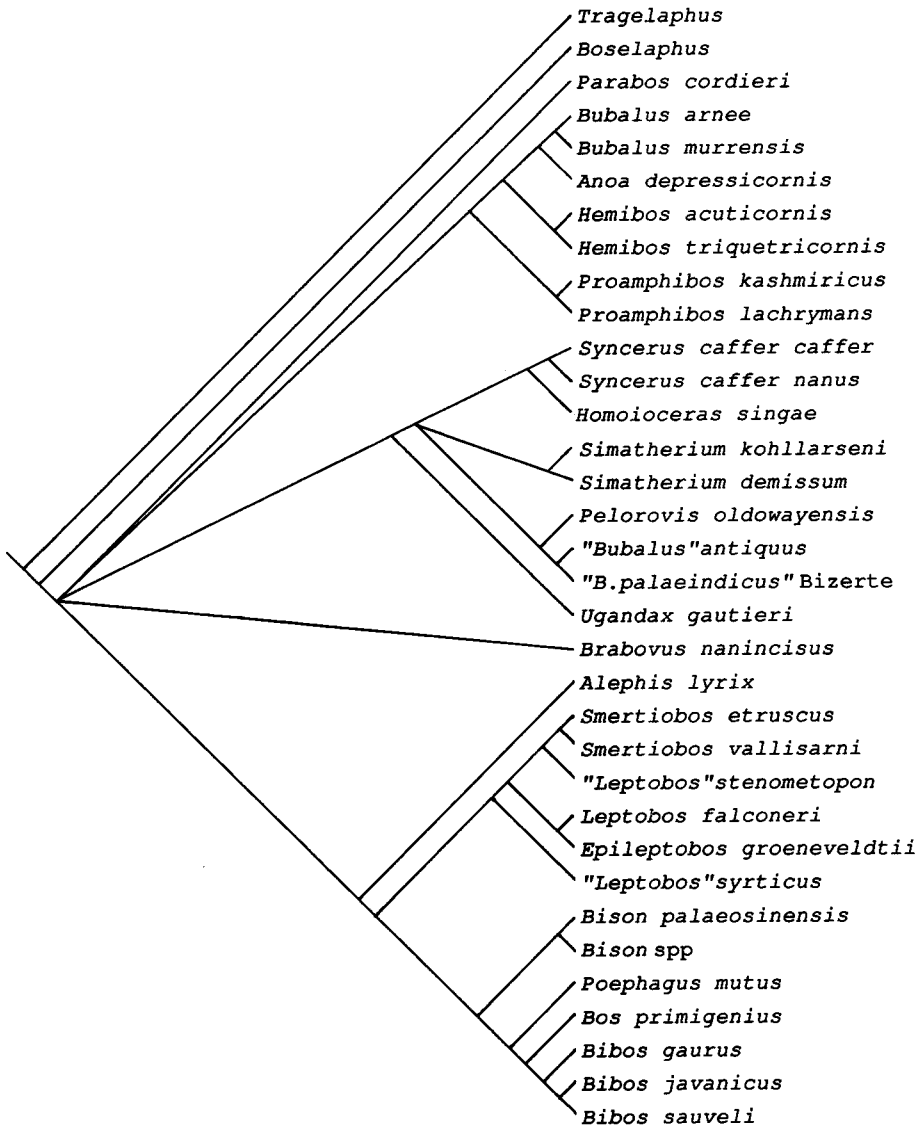 Tragelaphus
Boselaphus
Parabos cordieri
Bubalus arnee
Bubalus murrensis
Anoa depressicornis
Hemibos acuticornis
Hemibos triquetricornis
Proamphibos kashmiricus
Proamphibos lachrymans
Syncerus caffer caffer
Syncerus caffer nanus
Homoioceras singae
Simatherium kohllarseni
Simatherium demissum
Pelorovis oldowayensis
"Bubalus"antiquus
"B.palaeindicus" Bizerte
Ugandax gautieri
Brabovus nanincisus
Alephis lyrix
Smertiobos etruscus
Smertiobos vallisarni
"Leptobos"stenometopon
Leptobos falconeri
Epileptobos groeneveldtii
"Leptobos"syrticus
Bison palaeosinensis
Bison spp
Poephagus mutus
Bos primigenius
Bibos gaurus
Bibos javanicus
Bibos sauveli